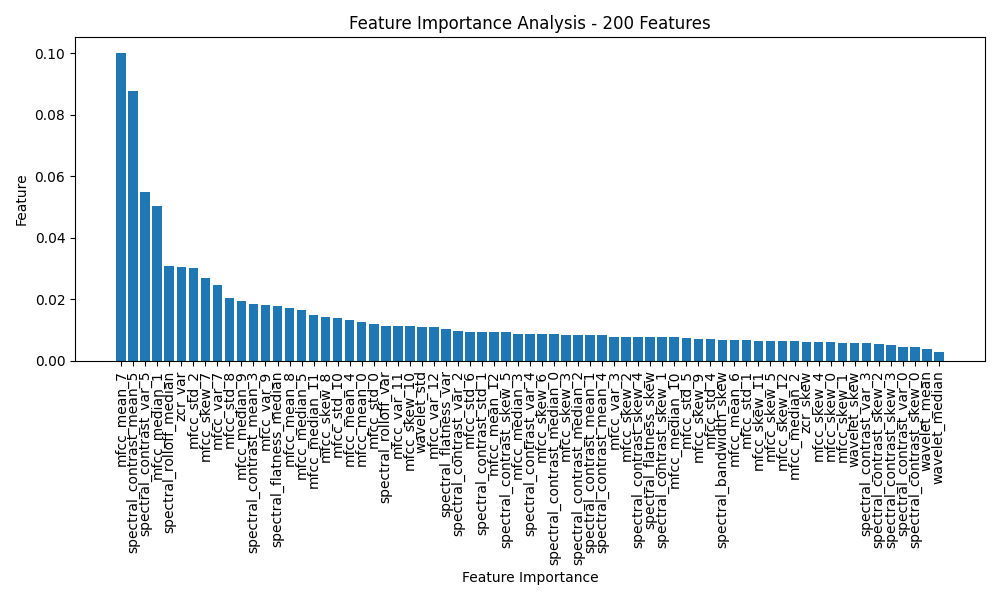 Feature Importance Analysis - 200 Features
Feature
0.10
0.08
0.06
0.04
0.02
0.00
mfcc_mean_7
spectral_contrast_mean_5
spectral_contrast_var_5
mfcc_median_1
spectral_rolloff_median
zcr_var
mfcc_std_2
mfcc_skew_7
mfcc_var_7
mfcc_std_8
mfcc_median_9
spectral_contrast_mean_3
mfcc_var_9
spectral_flatness_median
mfcc_mean_8
mfcc_median_5
mfcc_median_11
mfcc_skew_8
mfcc_std_10
mfcc_mean_4
mfcc_mean_0
mfcc_std_0
spectral_rolloff_var
mfcc_var_11
mfcc_skew_10
wavelet_std
mfcc_var_12
spectral_flatness_var
spectral_contrast_var_2
mfcc_std_6
spectral_contrast_std_1
mfcc_mean_12
spectral_contrast_skew_5
mfcc_median_3
spectral_contrast_var_4
mfcc_skew_6
spectral_contrast_median_0
mfcc_skew_3
spectral_contrast_median_2
spectral_contrast_mean_1
spectral_contrast_mean_4
mfcc_var_3
mfcc_skew_2
spectral_contrast_skew_4
spectral_flatness_skew
spectral_contrast_skew_1
mfcc_median_10
mfcc_std_5
mfcc_skew_9
mfcc_std_4
spectral_bandwidth_skew
mfcc_mean_6
mfcc_std_1
mfcc_skew_11
mfcc_skew_5
mfcc_skew_12
mfcc_median_2
zcr_skew
mfcc_skew_4
mfcc_skew_0
mfcc_skew_1
wavelet_skew
spectral_contrast_var_3
spectral_contrast_skew_2
spectral_contrast_skew_3
spectral_contrast_var_0
spectral_contrast_skew_0
wavelet_mean
wavelet_median
Feature Importance